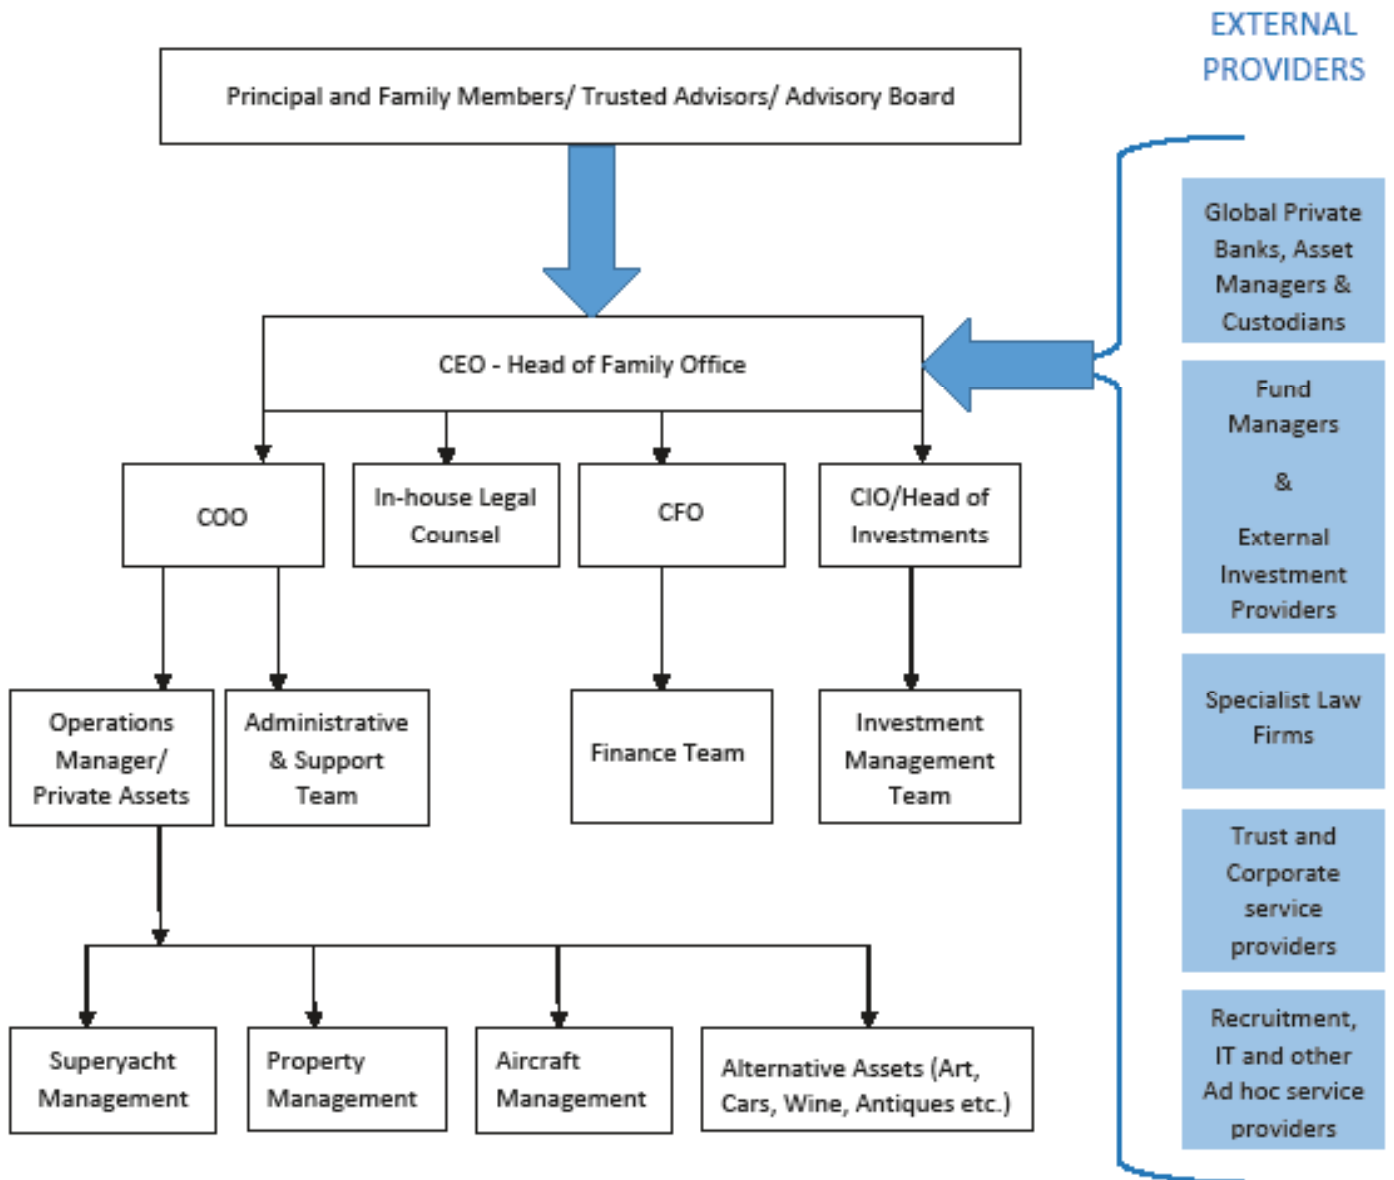 EXTERNAL
PROVIDERS
Principal and Family Members/ Trusted Advisors/ Advisory Board
CEO - Head of Family Office
COO
In-house Legal
Counsel
CFO
CIO/Head of
Investments
Operations
Manager/
Private Assets
Administrative
& Support
Team
Finance Team
Investment
Management
Team
Superyacht
Management
Property
Management
Aircraft
Management
Alternative Assets (Art,
Cars, Wine, Antiques etc.)
Global Private
Banks, Asset
Managers &
Custodians
Fund
Managers
&
External
Investment
Providers
Specialist Law
Firms
Trust and
Corporate
service
providers
Recruitment,
IT and other
Ad hoc service
providers